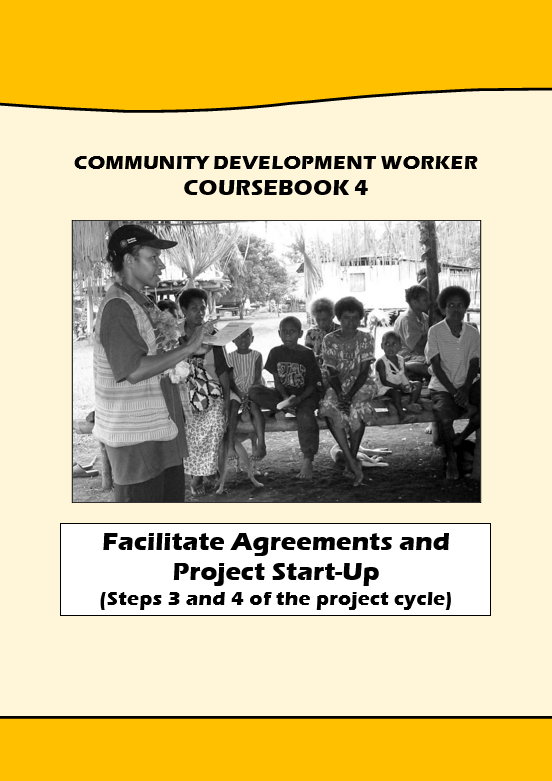 COMMUNITY DEVELOPMENT WORKER
COURSEBOOK 4
Facilitate Agreements and
Project Start-Up
(Steps 3 and 4 of the project cycle)